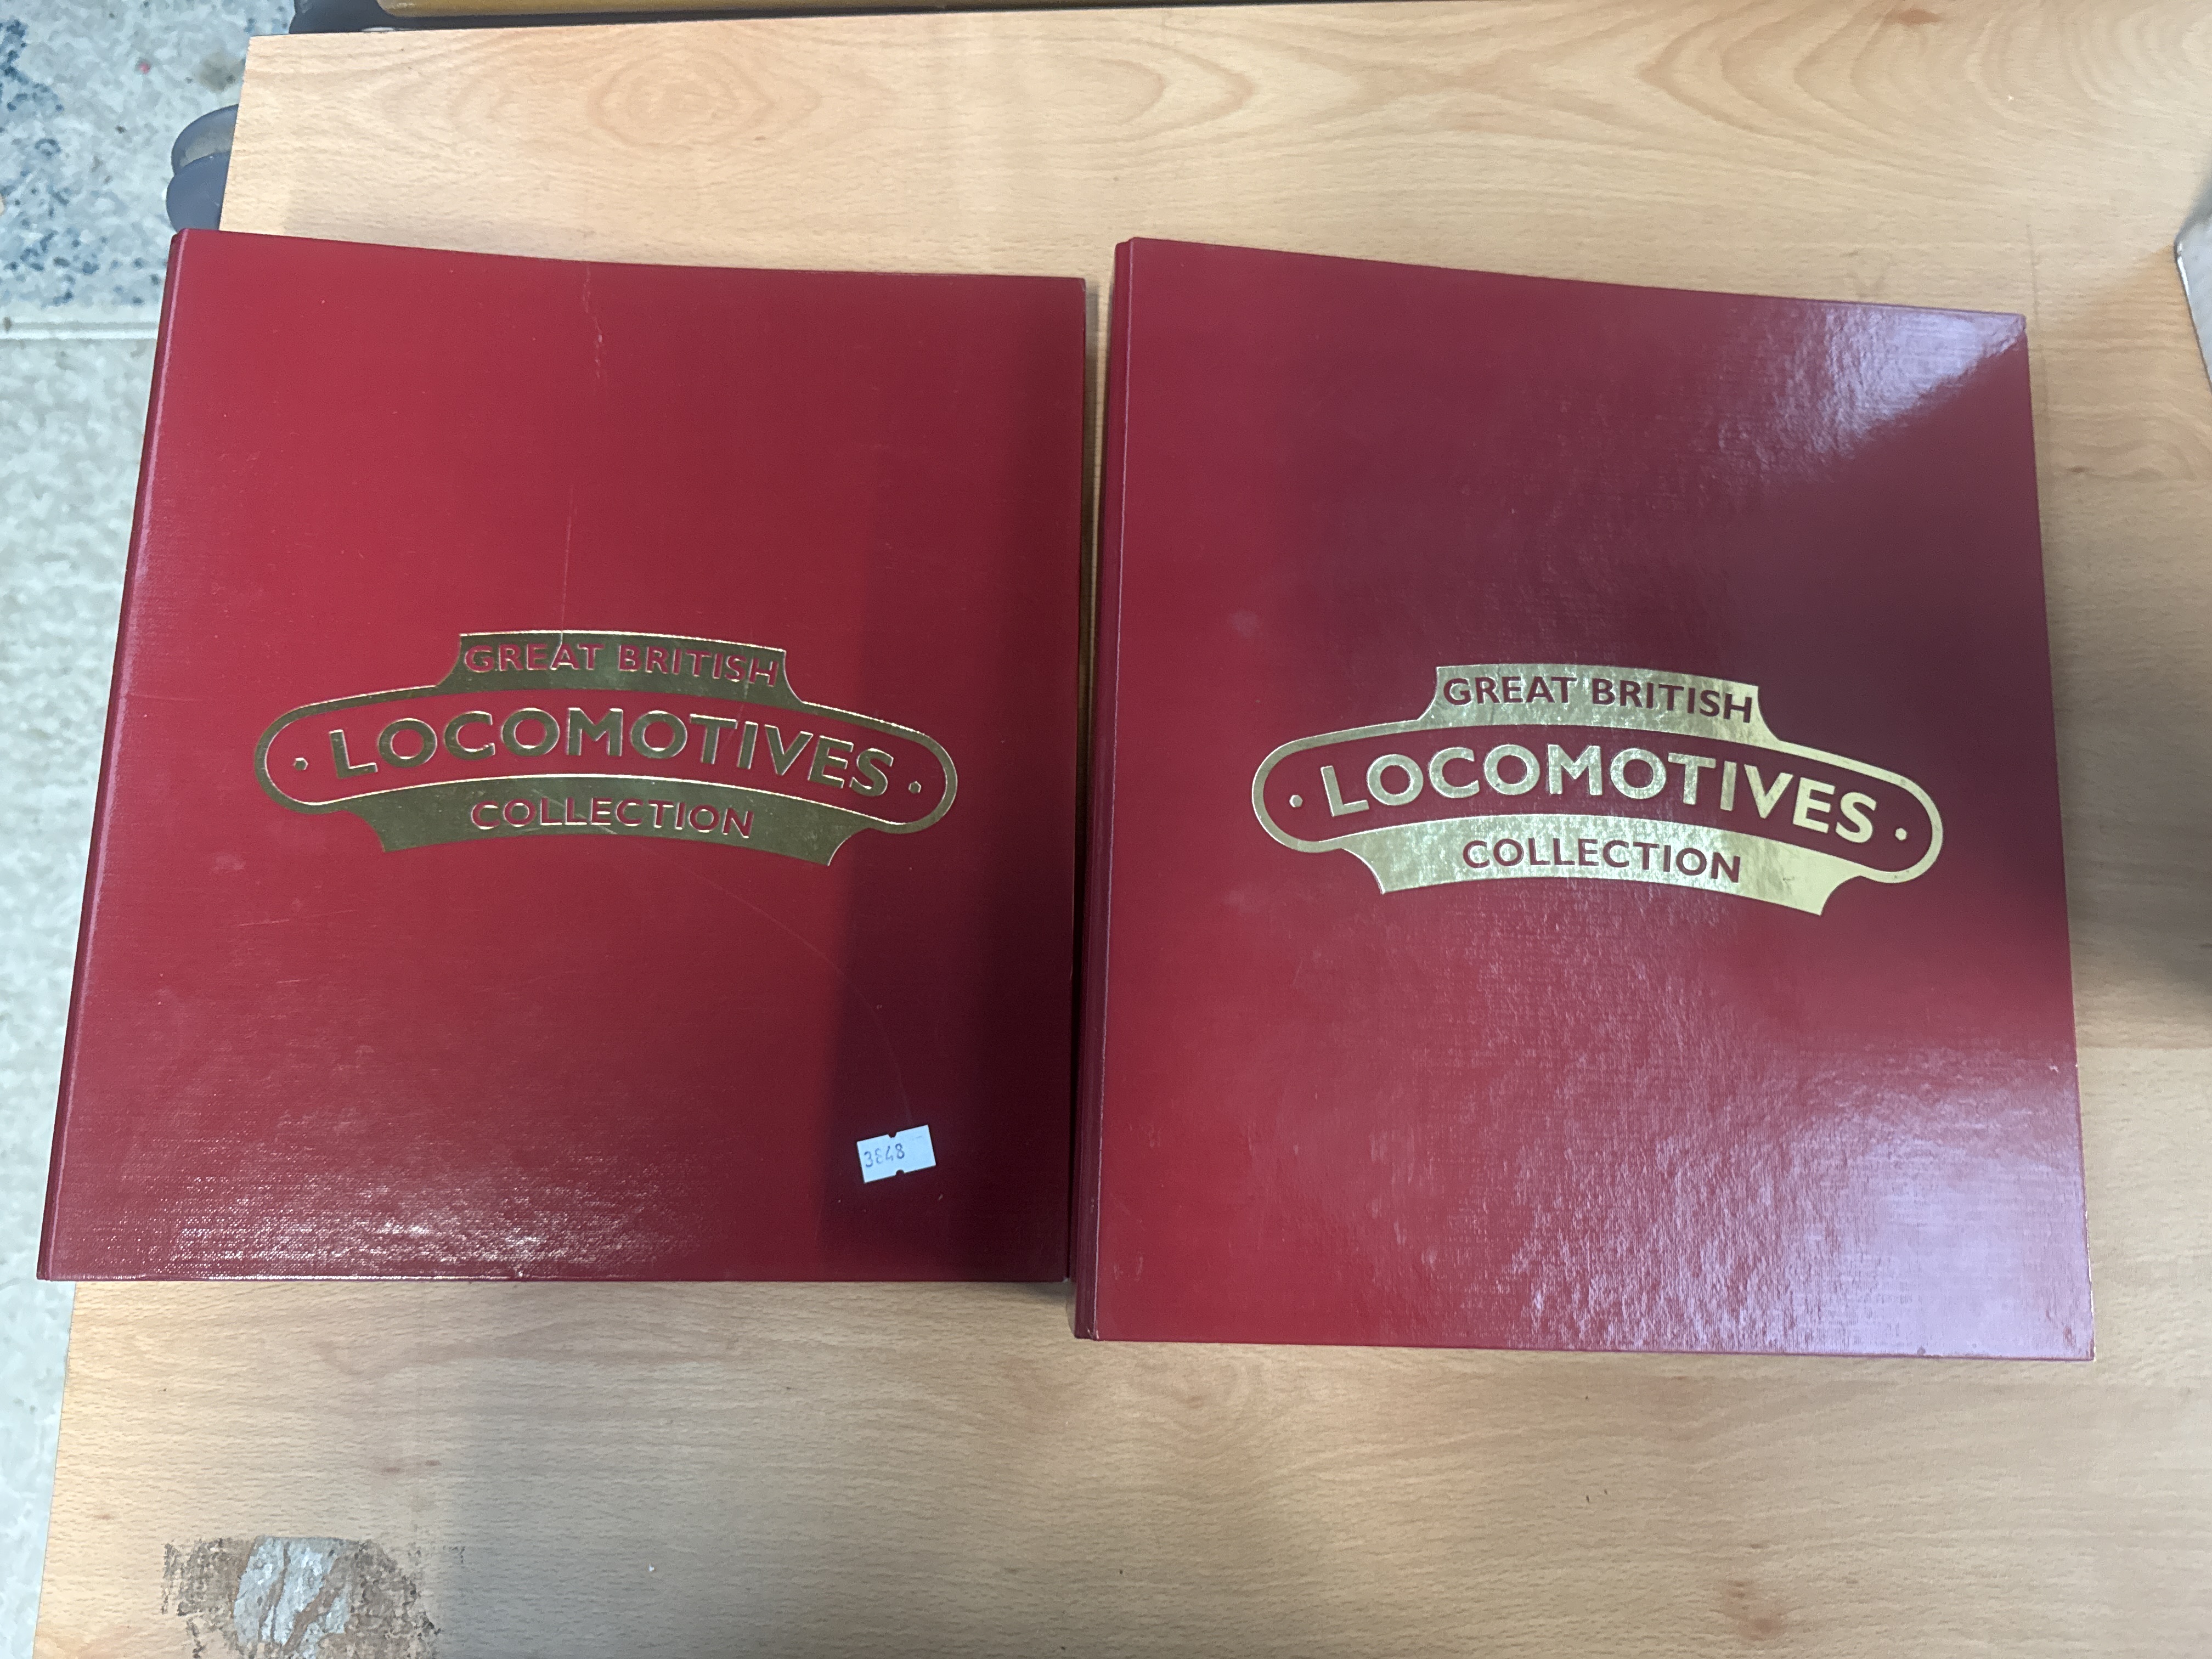 GREAT BRITISH
LOCOMOTIVES
COLLECTION
3848
GREAT BRITISH
LOCOMOTIVES
COLLECTION